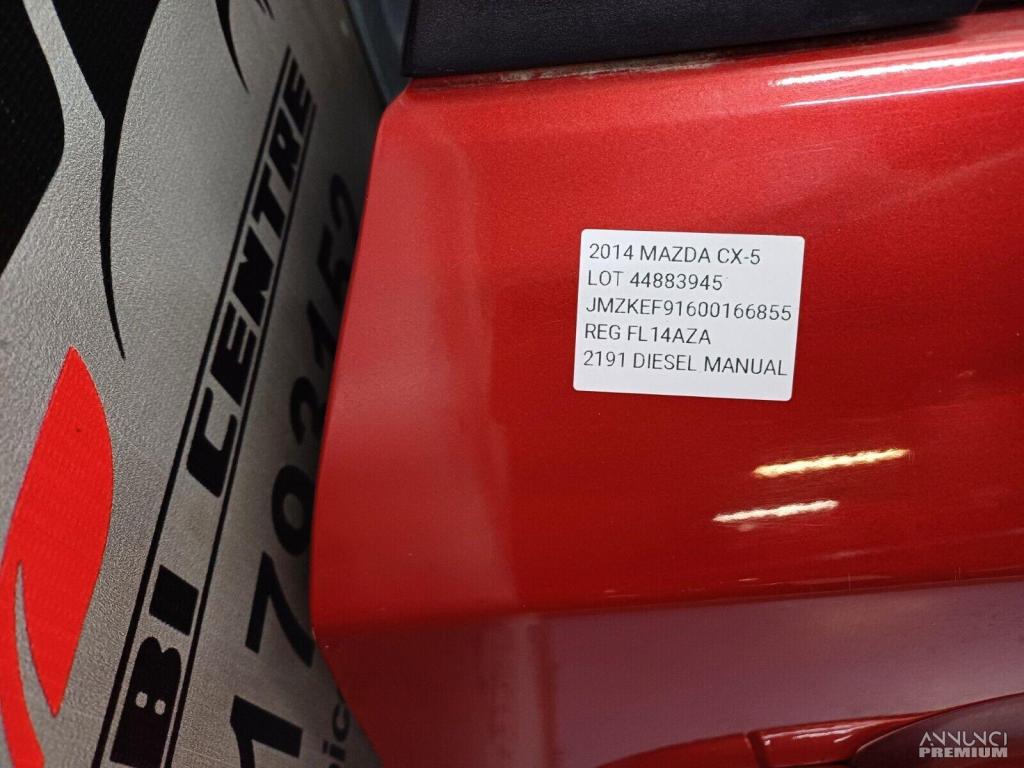 2014 MAZDA CX-5
LOT 44883945
JMZKEF91600166855
REG FL14AZA
2191 DIESEL MANUAL
BI CENTRE
ANNUNCI
PREMIUM